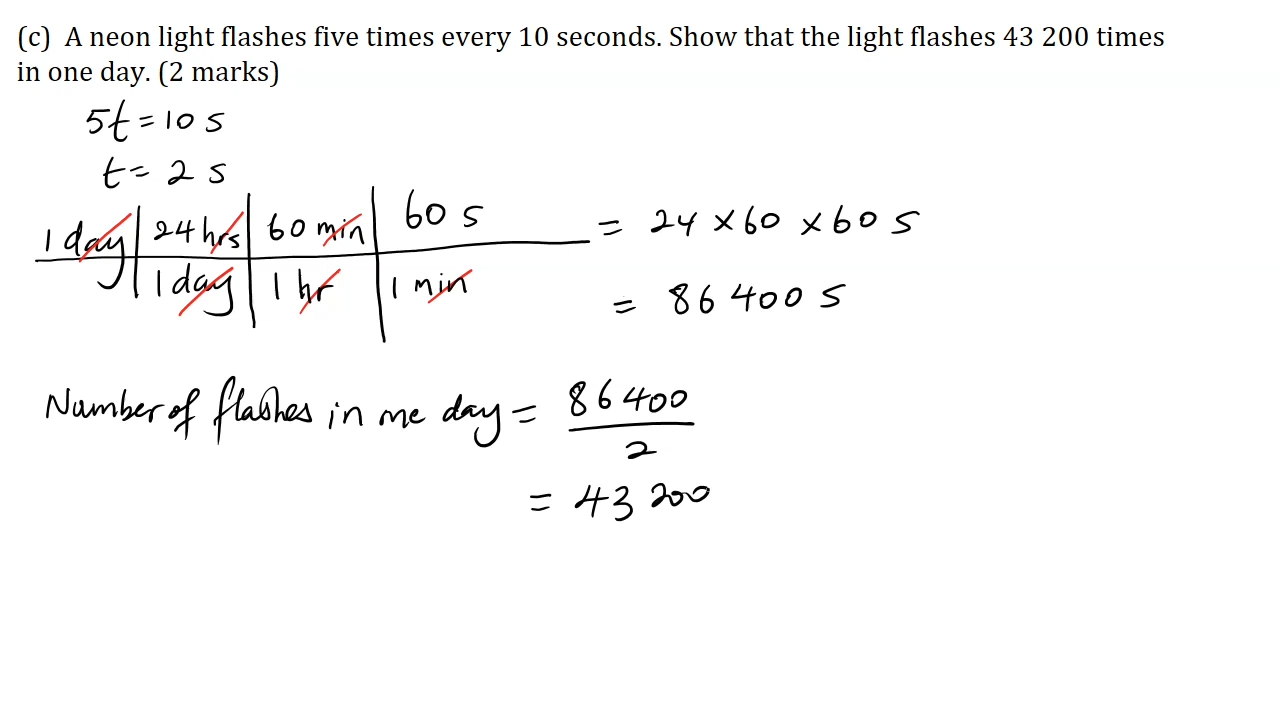 (c) A neon light flashes five times every 10 seconds. Show that the light flashes 43 200 times
in one day. (2 marks)
5t = 10 s
t = 2 s
1 day | 24 hrs | 60 min | 60 s = 24 × 60 × 60 s
1 day | 1 hr | 1 min
= 86 400 s
Number of flashes in one day = 86 400
2
= 43 200